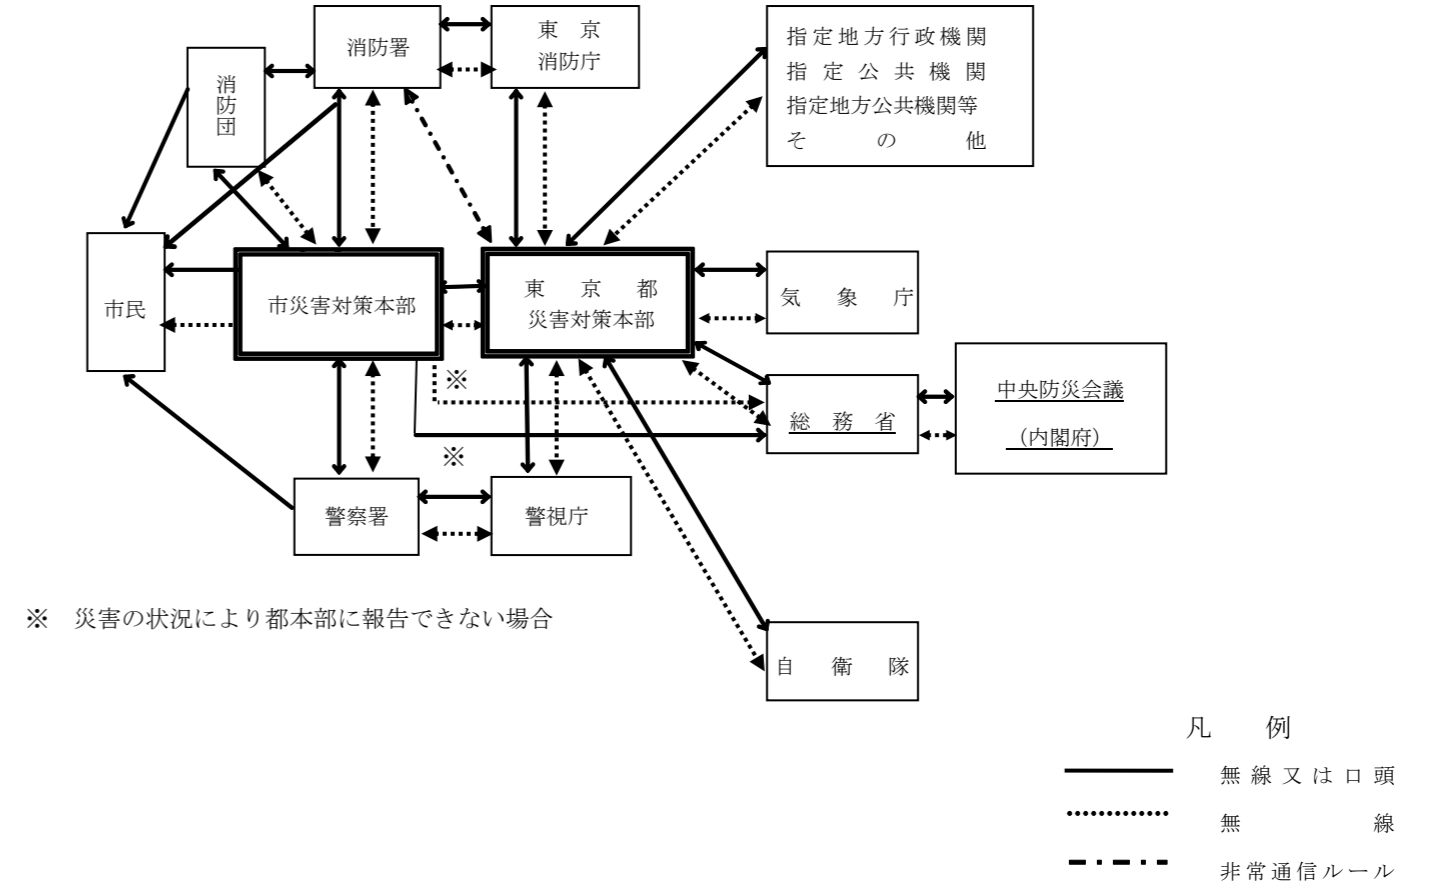 消防署
東　京
消防庁
指定地方行政機関
指定公共機関
指定地方公共機関等
その他
消防団
市民
市災害対策本部
東　京　都
災害対策本部
気　象　庁
※
総　務　省
中央防災会議
（内閣府）
※
警察署
警視庁
※　災害の状況により都本部に報告できない場合
自　衛　隊
凡　例
無線又は口頭
無　線
非常通信ルール